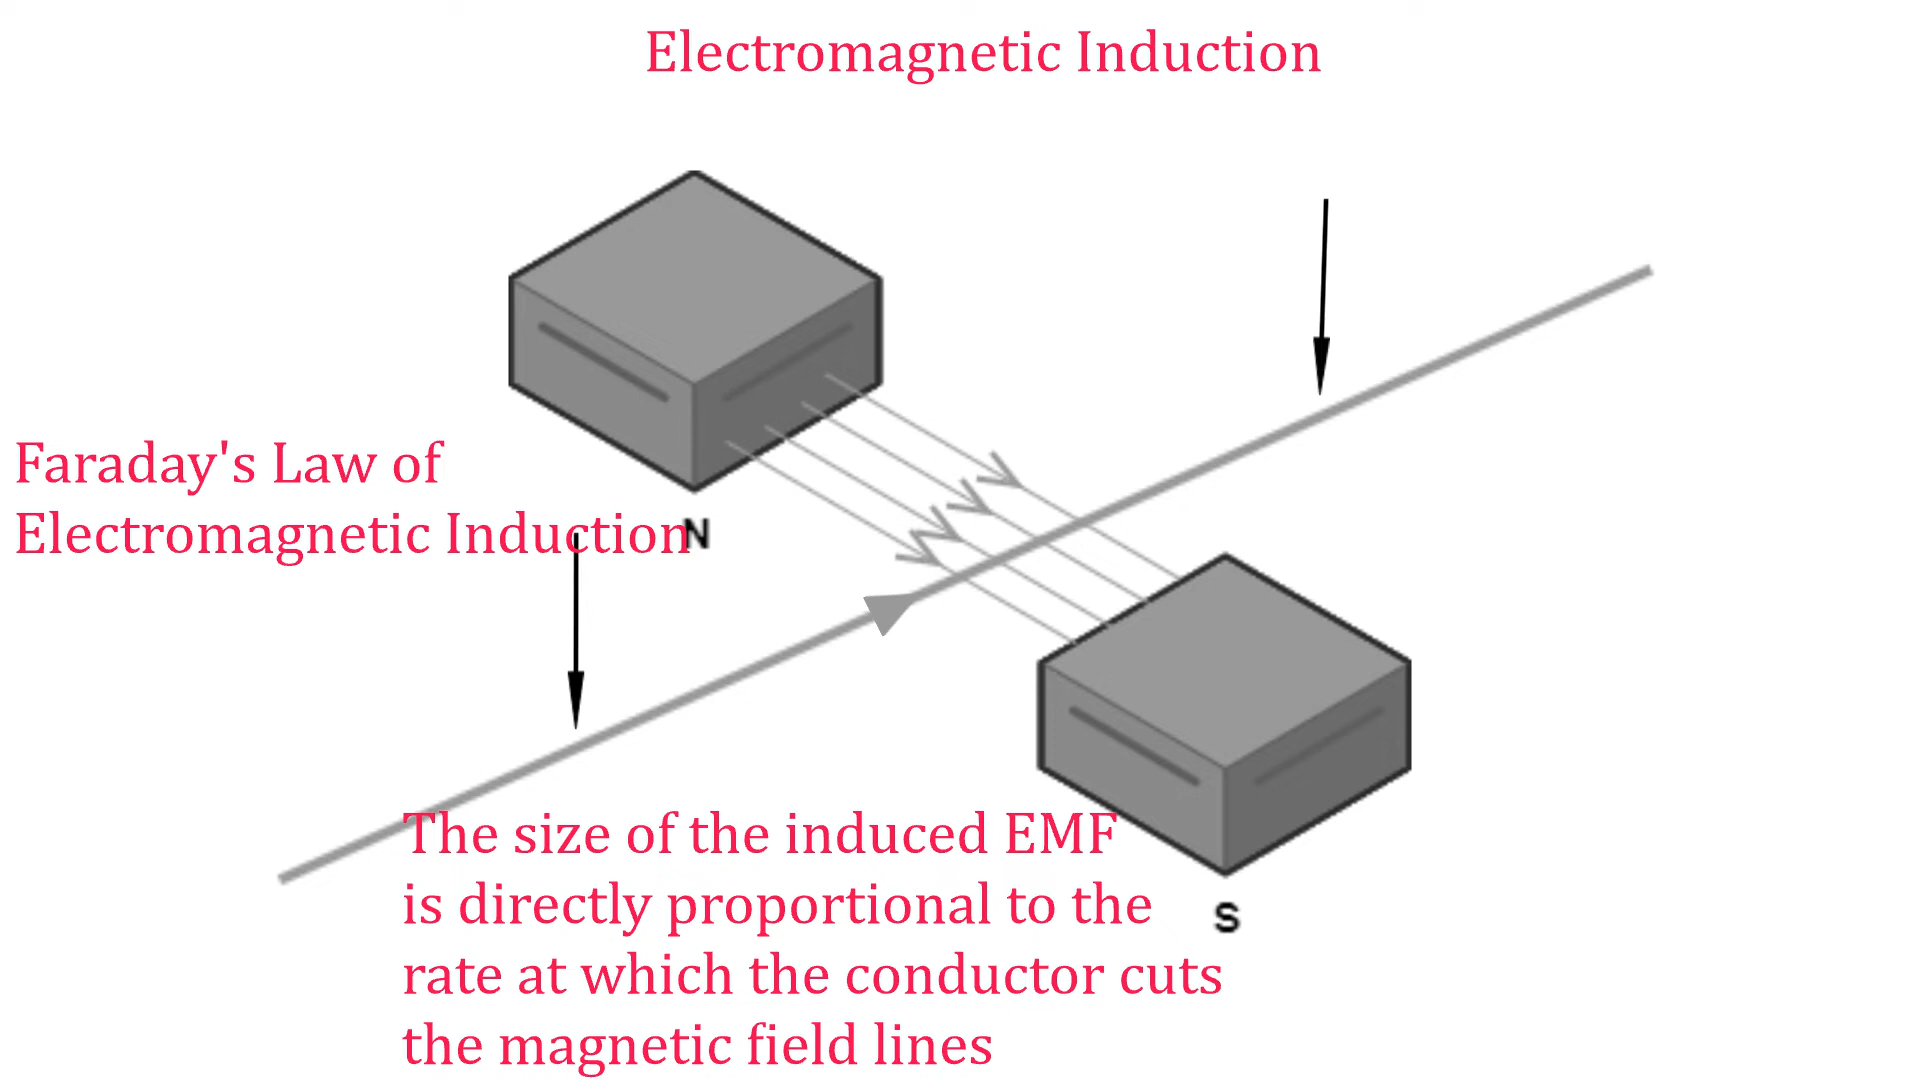 Electromagnetic Induction
Faraday's Law of
Electromagnetic Induction
N
The size of the induced EMF
is directly proportional to the
rate at which the conductor cuts
the magnetic field lines
S